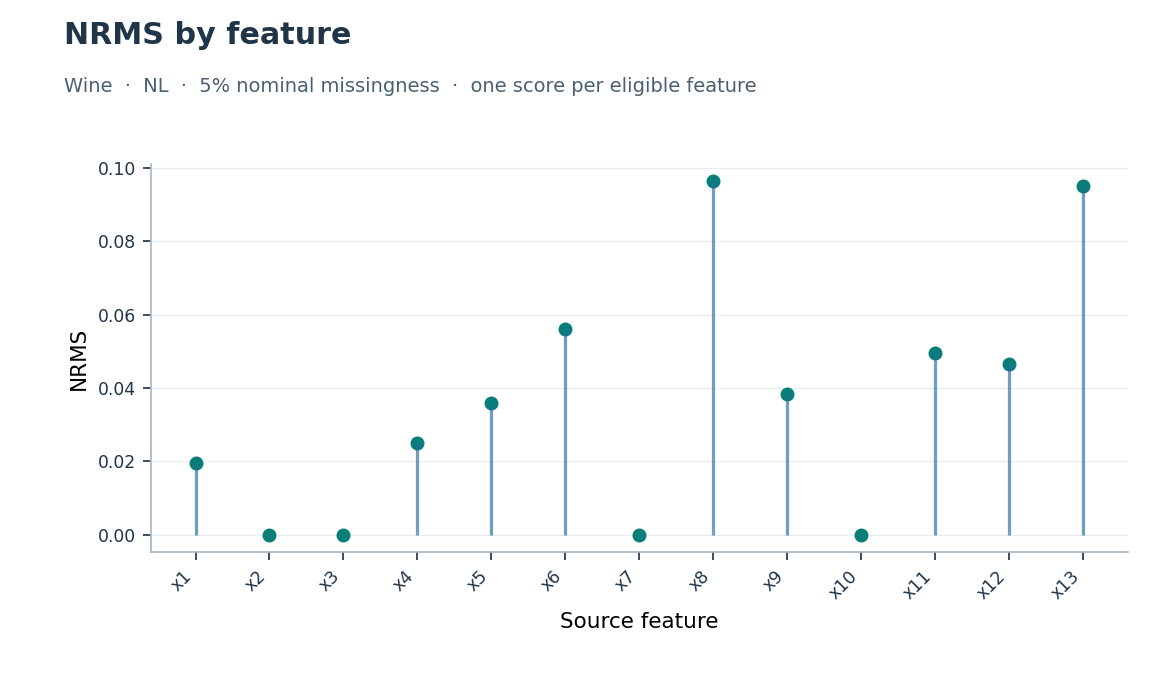 NRMS by feature
Wine · NL · 5% nominal missingness · one score per eligible feature
NRMS
0.10
0.08
0.06
0.04
0.02
0.00
x1 x2 x3 x4 x5 x6 x7 x8 x9 x10 x11 x12 x13
Source feature